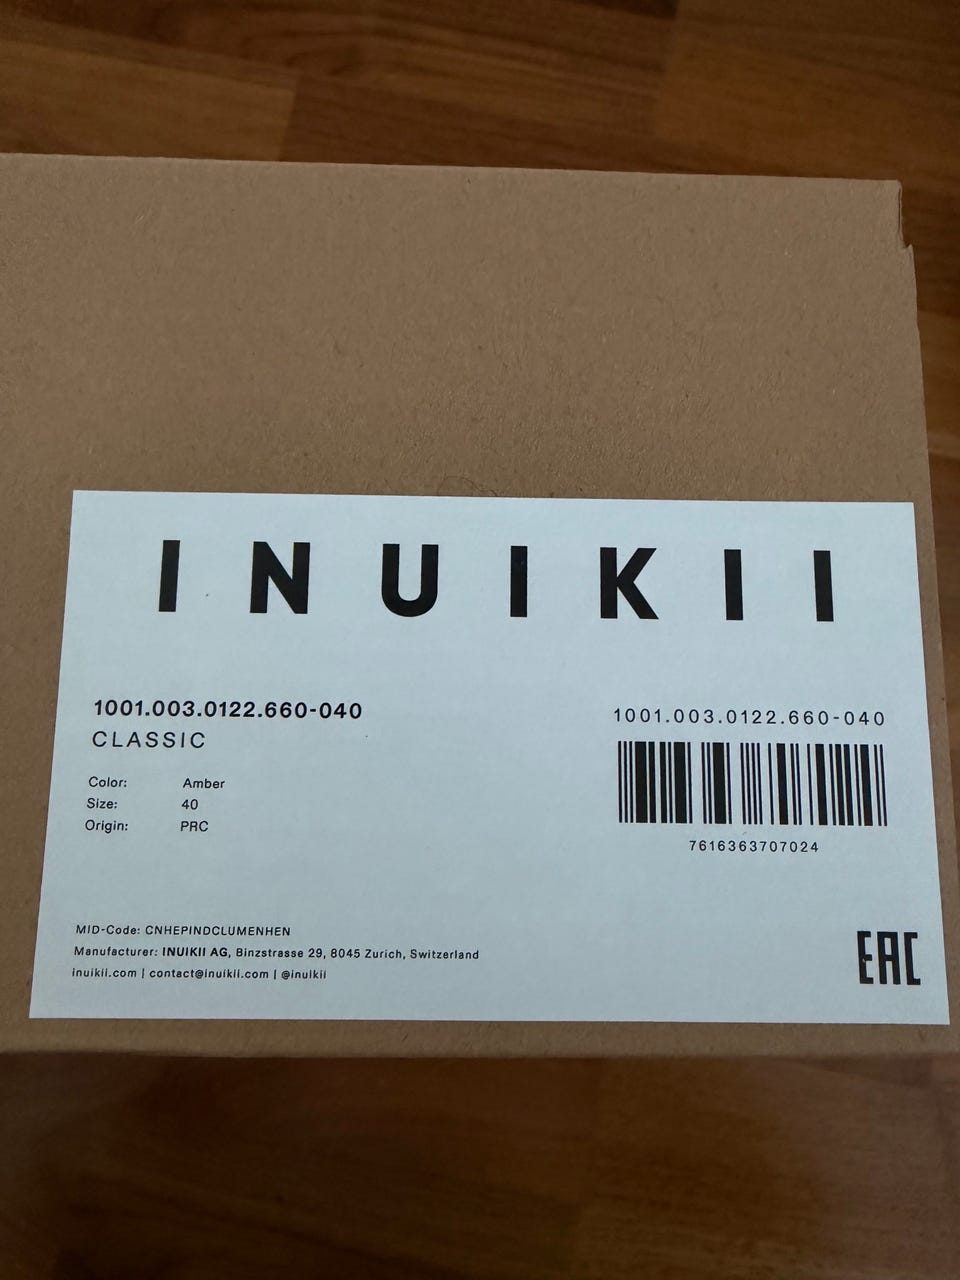 INUIKII
1001.003.0122.660-040
CLASSIC
Color: Amber
Size: 40
Origin: PRC
1001.003.0122.660-040
7616363707024
MID-Code: CNHEPINDCLUMENHEN
Manufacturer: INUIKII AG, Binzstrasse 29, 8045 Zurich, Switzerland
inuikii.com | contact@inuikii.com | @inuikii
EAC